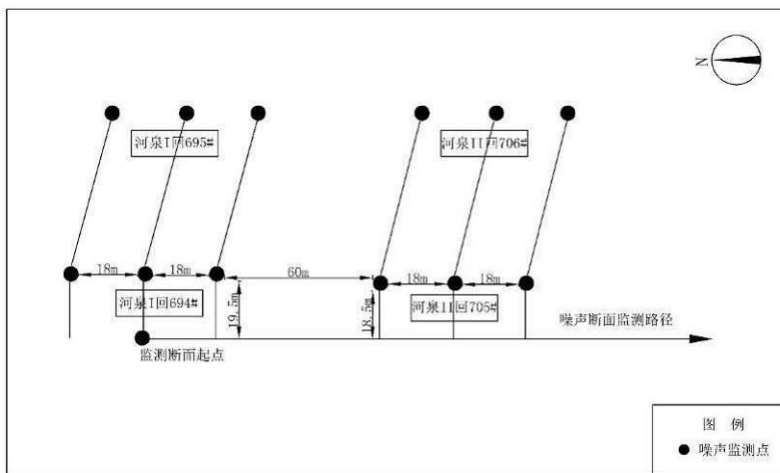 N
河泉I回695#
河泉II回706#
18m
18m
60m
18m
18m
河泉I回694#
19.5m
18.5m
河泉II回705#
噪声断面监测路径
监测断面起点
图 例
噪声监测点